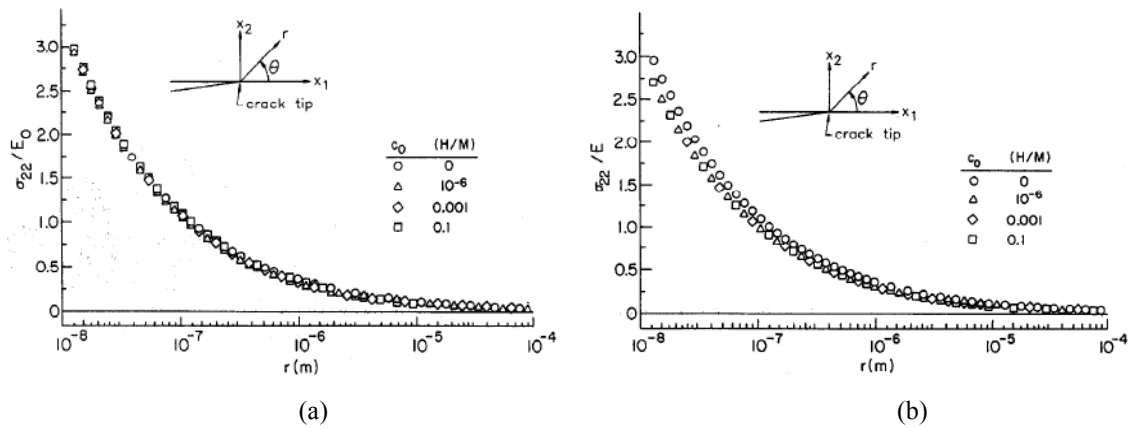 3.0
2.5
2.0
1.5
1.0
0.5
0
σ22/E0
x2
r
θ
x1
crack tip
c0 (H/M)
○ 0
△ 10^-6
◇ 0.001
□ 0.1
10^-8 10^-7 10^-6 10^-5 10^-4
r(m)
(a)
3.0
2.5
2.0
1.5
1.0
0.5
0
σ22/E
x2
r
θ
x1
crack tip
c0 (H/M)
○ 0
△ 10^-6
◇ 0.001
□ 0.1
10^-8 10^-7 10^-6 10^-5 10^-4
r(m)
(b)